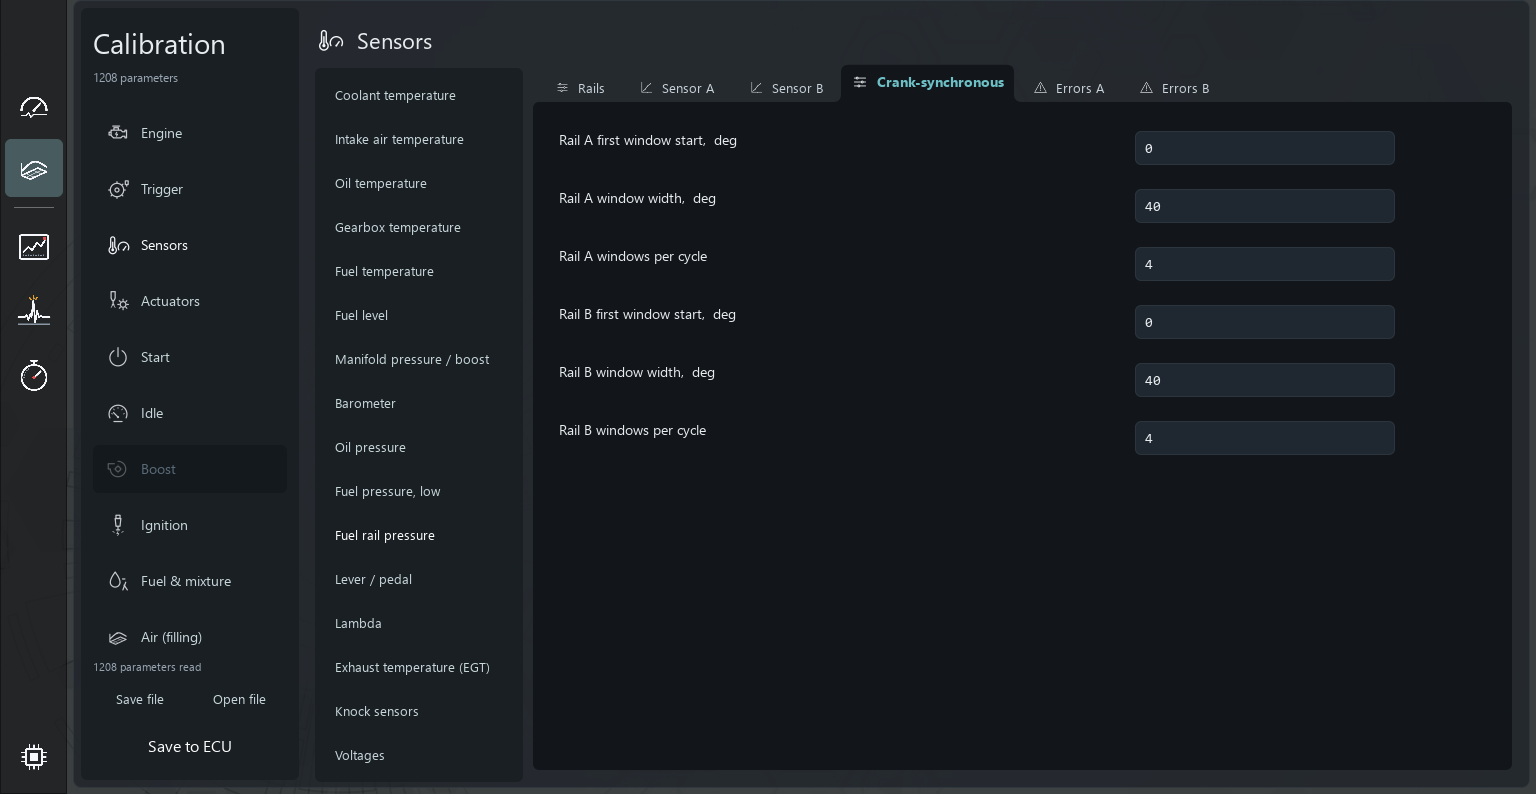 Calibration
1208 parameters
Engine
Trigger
Sensors
Actuators
Start
Idle
Boost
Ignition
Fuel & mixture
Air (filling)
1208 parameters read
Save file
Open file
Save to ECU
Sensors
Coolant temperature
Intake air temperature
Oil temperature
Gearbox temperature
Fuel temperature
Fuel level
Manifold pressure / boost
Barometer
Oil pressure
Fuel pressure, low
Fuel rail pressure
Lever / pedal
Lambda
Exhaust temperature (EGT)
Knock sensors
Voltages
Rails
Sensor A
Sensor B
Crank-synchronous
Errors A
Errors B
Rail A first window start, deg
0
Rail A window width, deg
40
Rail A windows per cycle
4
Rail B first window start, deg
0
Rail B window width, deg
40
Rail B windows per cycle
4